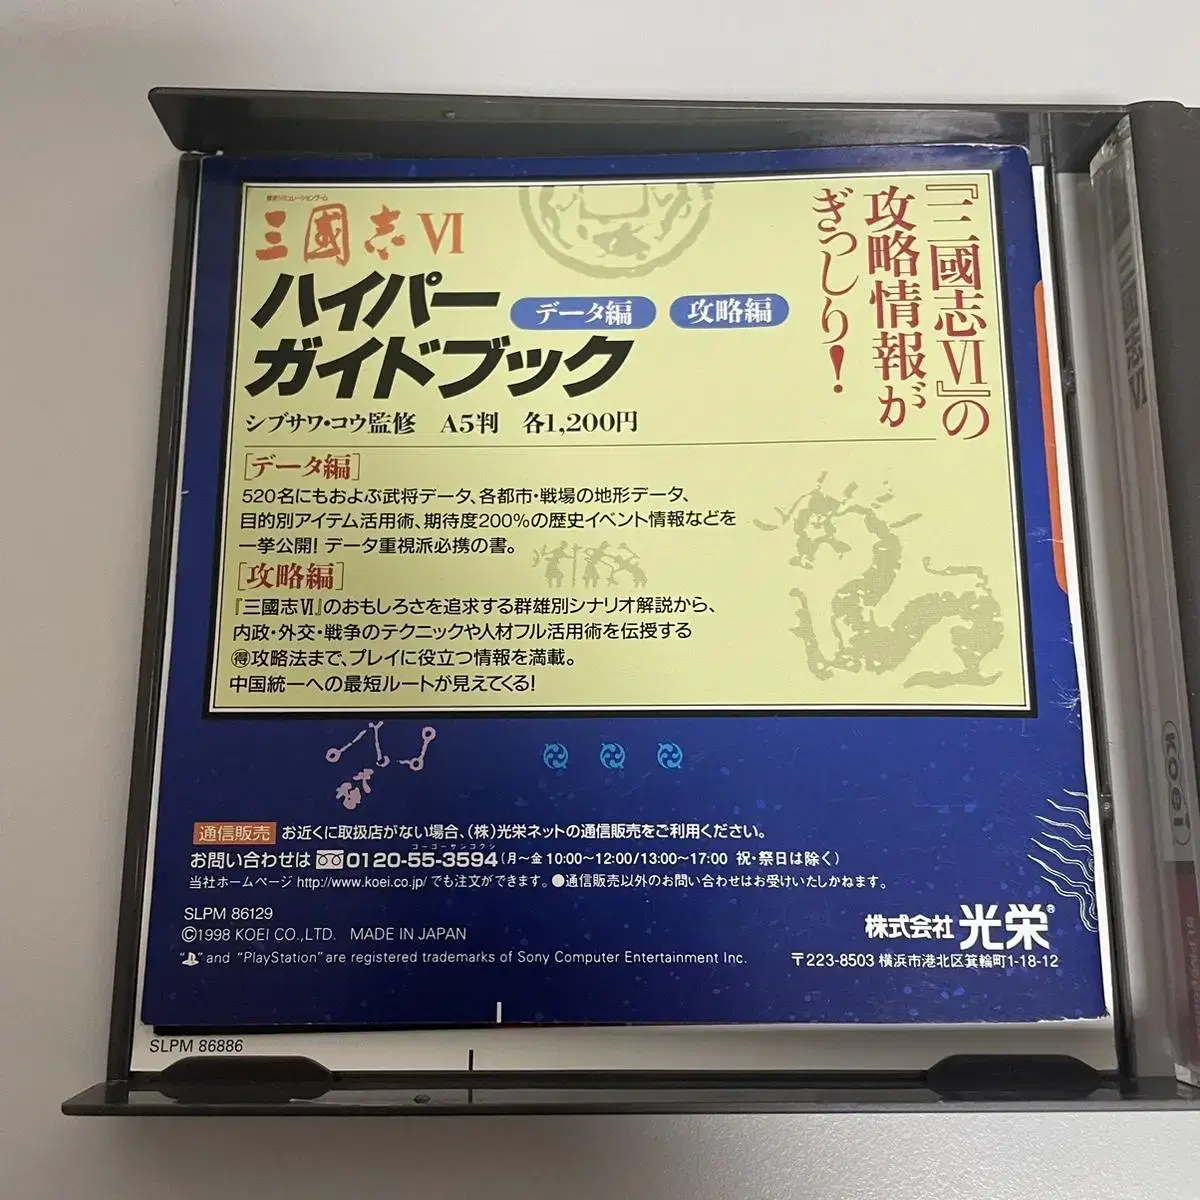 『三國志Ⅵ』の
攻略情報が
ぎっしり!
歴史シミュレーションゲーム
三國志Ⅵ
ハイパー
ガイドブック
データ編 攻略編
シブサワ・コウ監修 A5判 各1,200円
[データ編]
520名にもおよぶ武将データ、各都市・戦場の地形データ、
目的別アイテム活用術、期待度200%の歴史イベント情報などを
一挙公開! データ重視派必携の書。
[攻略編]
『三國志Ⅵ』のおもしろさを追求する群雄別シナリオ解説から、
内政・外交・戦争のテクニックや人材フル活用術を伝授する
㊝攻略法まで、プレイに役立つ情報を満載。
中国統一への最短ルートが見えてくる!
通信販売 お近くに取扱店がない場合、(株)光栄ネットの通信販売をご利用ください。
コーコーサンゴクシ
お問い合わせは 0120-55-3594(月〜金 10:00〜12:00/13:00〜17:00 祝・祭日は除く)
当社ホームページ http://www.koei.co.jp/ でも注文ができます。●通信販売以外のお問い合わせはお受けいたしかねます。
SLPM 86129
©1998 KOEI CO.,LTD. MADE IN JAPAN
" " and "PlayStation" are registered trademarks of Sony Computer Entertainment Inc.
株式会社 光栄®
〒223-8503 横浜市港北区箕輪町1-18-12
SLPM 86886
KOEI